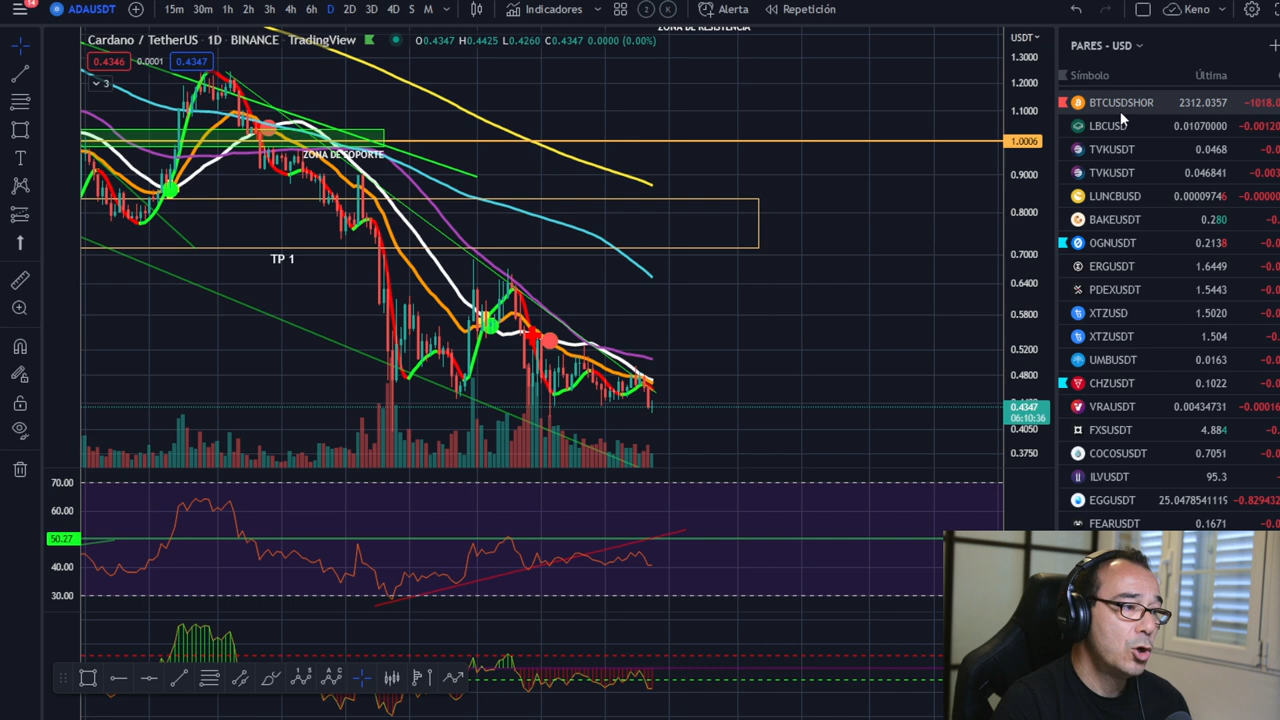 14
ADAUSDT
15m 30m 1h 2h 3h 4h 6h D 2D 3D 4D S M Indicadores 2 K Alerta Repetición Keno
ZONA DE RESISTENCIA
Cardano / TetherUS · 1D · BINANCE · TradingView O0.4347 H0.4425 L0.4260 C0.4347 0.0000 (0.00%)
0.4346 0.0001 0.4347
3
USDT
1.3000
1.2000
1.1000
1.0006
0.9000
0.8000
0.7000
0.6400
0.5800
0.5200
0.4800
0.4347
06:10:36
0.4050
0.3750
ZONA DE SOPORTE
TP 1
70.00
60.00
50.27
40.00
30.00
PARES - USD
Símbolo Última
BTCUSDSHOR 2312.0357 -1018.0
LBCUSD 0.01070000 -0.00120
TVKUSDT 0.0468 -0.0
TVKUSDT 0.046841 -0.003
LUNCBUSD 0.00009746 -0.00000
BAKEUSDT 0.280 -0.0
OGNUSDT 0.2138 -0.0
ERGUSDT 1.6449 -0.0
PDEXUSDT 1.5443 -0.0
XTZUSD 1.5020 -0.0
XTZUSDT 1.504 -0.0
UMBUSDT 0.0163 -0.0
CHZUSDT 0.1022 -0.0
VRAUSDT 0.00434731 -0.00016
FXSUSDT 4.884 -0.0
COCOSUSDT 0.7051 -0.0
ILVUSDT 95.3 -0.0
EGGUSDT 25.0478541119 -0.829432
FEARUSDT 0.1671 -0.0